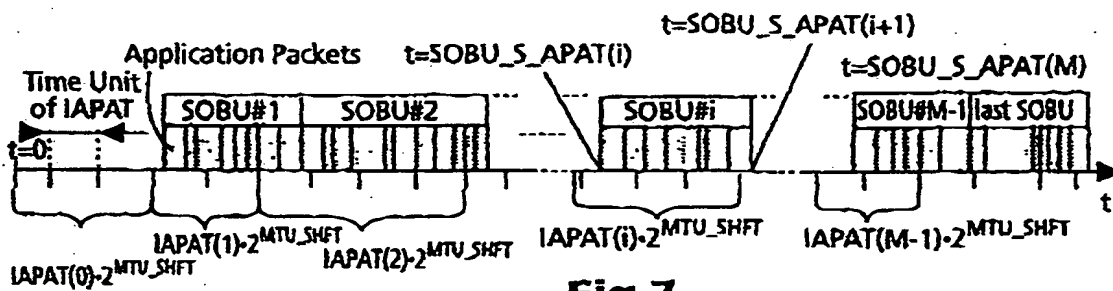 Application Packets
t=SOBU_S_APAT(i)
t=SOBU_S_APAT(i+1)
t=SOBU_S_APAT(M)
Time Unit
of IAPAT
t=0
SOBU#1
SOBU#2
SOBU#i
SOBU#M-1
last SOBU
t
IAPAT(0)·2^MTU_SHFT
IAPAT(1)·2^MTU_SHFT
IAPAT(2)·2^MTU_SHFT
IAPAT(i)·2^MTU_SHFT
IAPAT(M-1)·2^MTU_SHFT
Fig.7